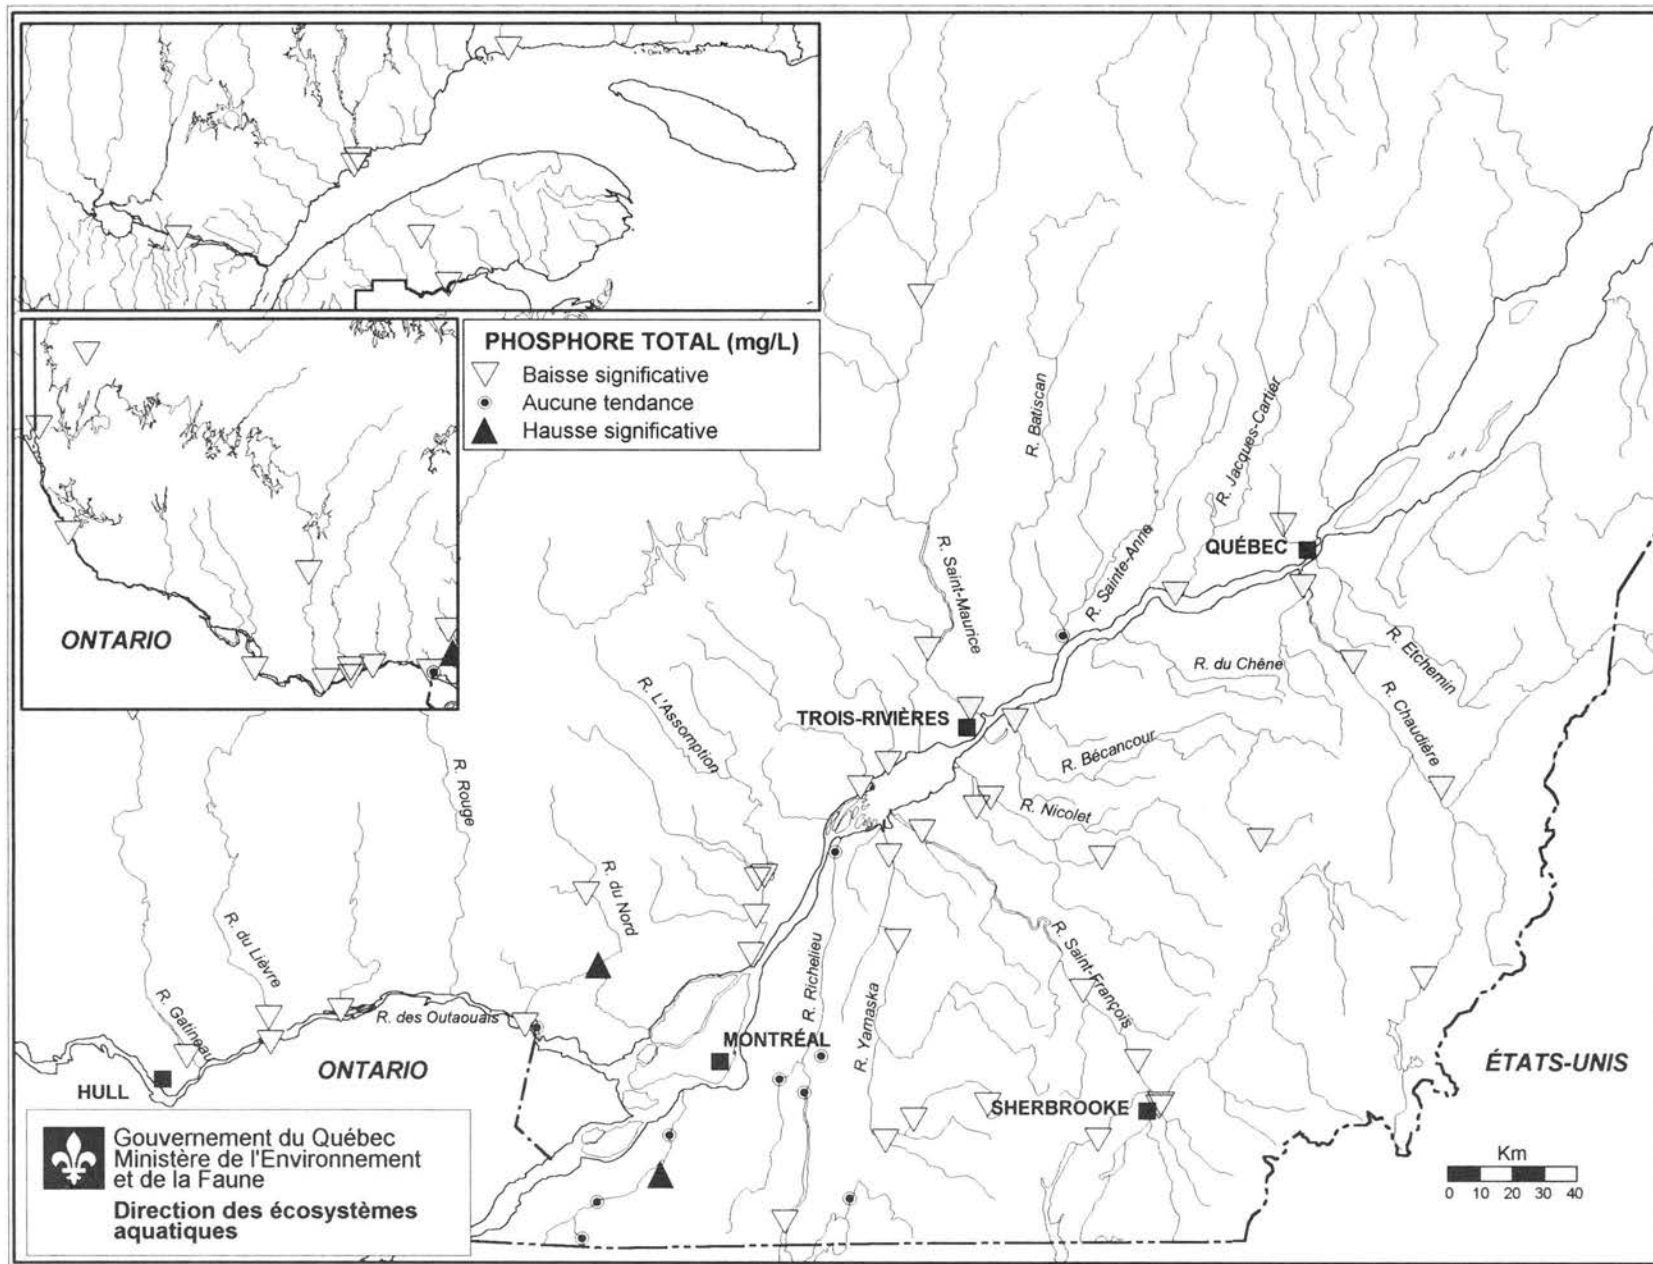 PHOSPHORE TOTAL (mg/L)
Baisse significative
Aucune tendance
Hausse significative
ONTARIO
R. Batiscan
R. Jacques-Cartier
R. Sainte-Anne
R. Saint-Maurice
QUÉBEC
R. Etchemin
R. du Chêne
R. Chaudière
R. L'Assomption
TROIS-RIVIÈRES
R. Bécancour
R. Nicolet
R. Rouge
R. du Nord
R. du Lièvre
R. Saint-François
R. Richelieu
R. Yamaska
R. Gatineau
R. des Outaouais
MONTRÉAL
ONTARIO
HULL
SHERBROOKE
ÉTATS-UNIS
Gouvernement du Québec
Ministère de l'Environnement
et de la Faune
Direction des écosystèmes
aquatiques
Km
0 10 20 30 40